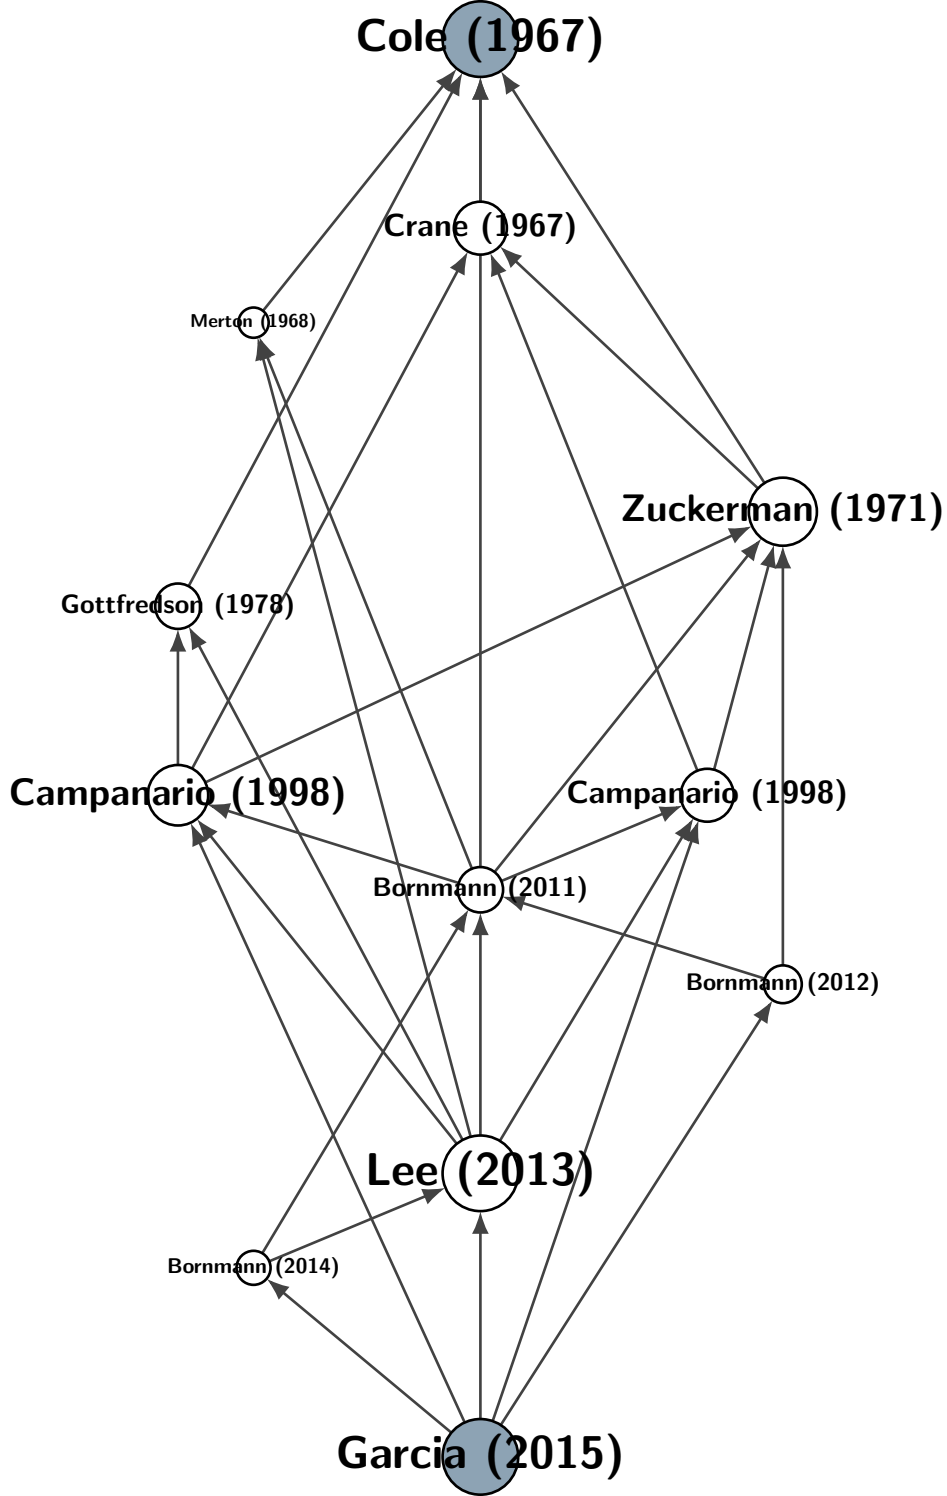 Cole (1967)
Crane (1967)
Merton (1968)
Zuckerman (1971)
Gottfredson (1978)
Campanario (1998)
Campanario (1998)
Bornmann (2011)
Bornmann (2012)
Lee (2013)
Bornmann (2014)
Garcia (2015)